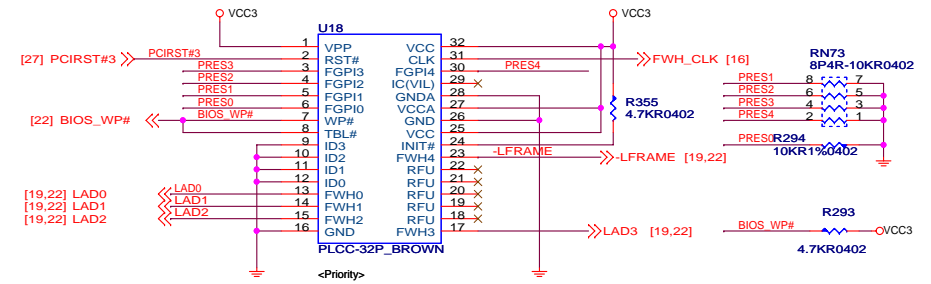 VCC3 VCC3
U18
1 VPP VCC 32
[27] PCIRST#3 PCIRST#3 2 RST# CLK 31 FWH_CLK [16]
PRES3 3 FGPI3 FGPI4 30 PRES4
PRES2 4 FGPI2 IC(VIL) 29
PRES1 5 FGPI1 GNDA 28
PRES0 6 FGPI0 VCCA 27
[22] BIOS_WP# BIOS_WP# 7 WP# GND 26
8 TBL# VCC 25
9 ID3 INIT# 24
10 ID2 FWH4 23 -LFRAME -LFRAME [19,22]
11 ID1 RFU 22
12 ID0 RFU 21
[19,22] LAD0 LAD0 13 FWH0 RFU 20
[19,22] LAD1 LAD1 14 FWH1 RFU 19
[19,22] LAD2 LAD2 15 FWH2 RFU 18
16 GND FWH3 17 LAD3 [19,22]
PLCC-32P_BROWN
<Priority>
R355
4.7KR0402
RN73
8P4R-10KR0402
PRES1 8 7
PRES2 6 5
PRES3 4 3
PRES4 2 1
PRES0 R294
10KR1%0402
R293
BIOS_WP# VCC3
4.7KR0402